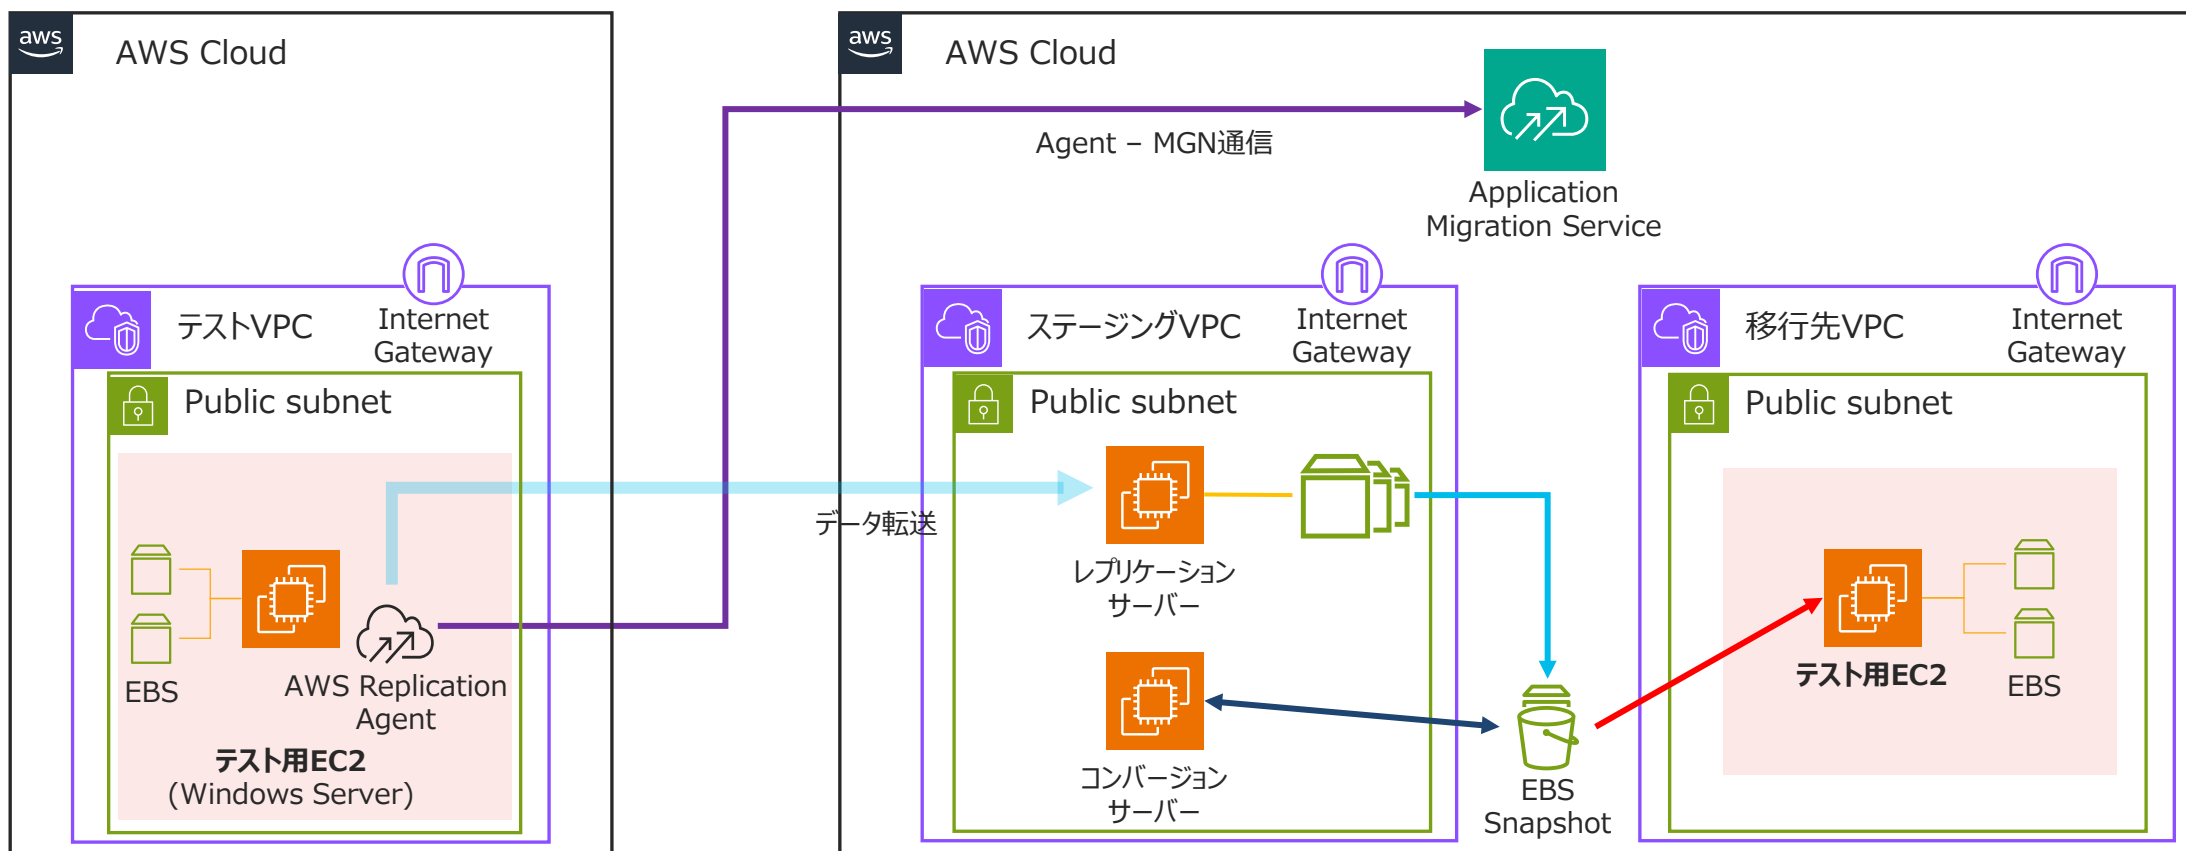 aws
AWS Cloud
aws
AWS Cloud
Agent – MGN通信
Application
Migration Service
テストVPC
Internet
Gateway
ステージングVPC
Internet
Gateway
移行先VPC
Internet
Gateway
Public subnet
Public subnet
Public subnet
データ転送
レプリケーション
サーバー
EBS
AWS Replication
Agent
テスト用EC2
(Windows Server)
コンバージョン
サーバー
EBS
Snapshot
テスト用EC2
EBS